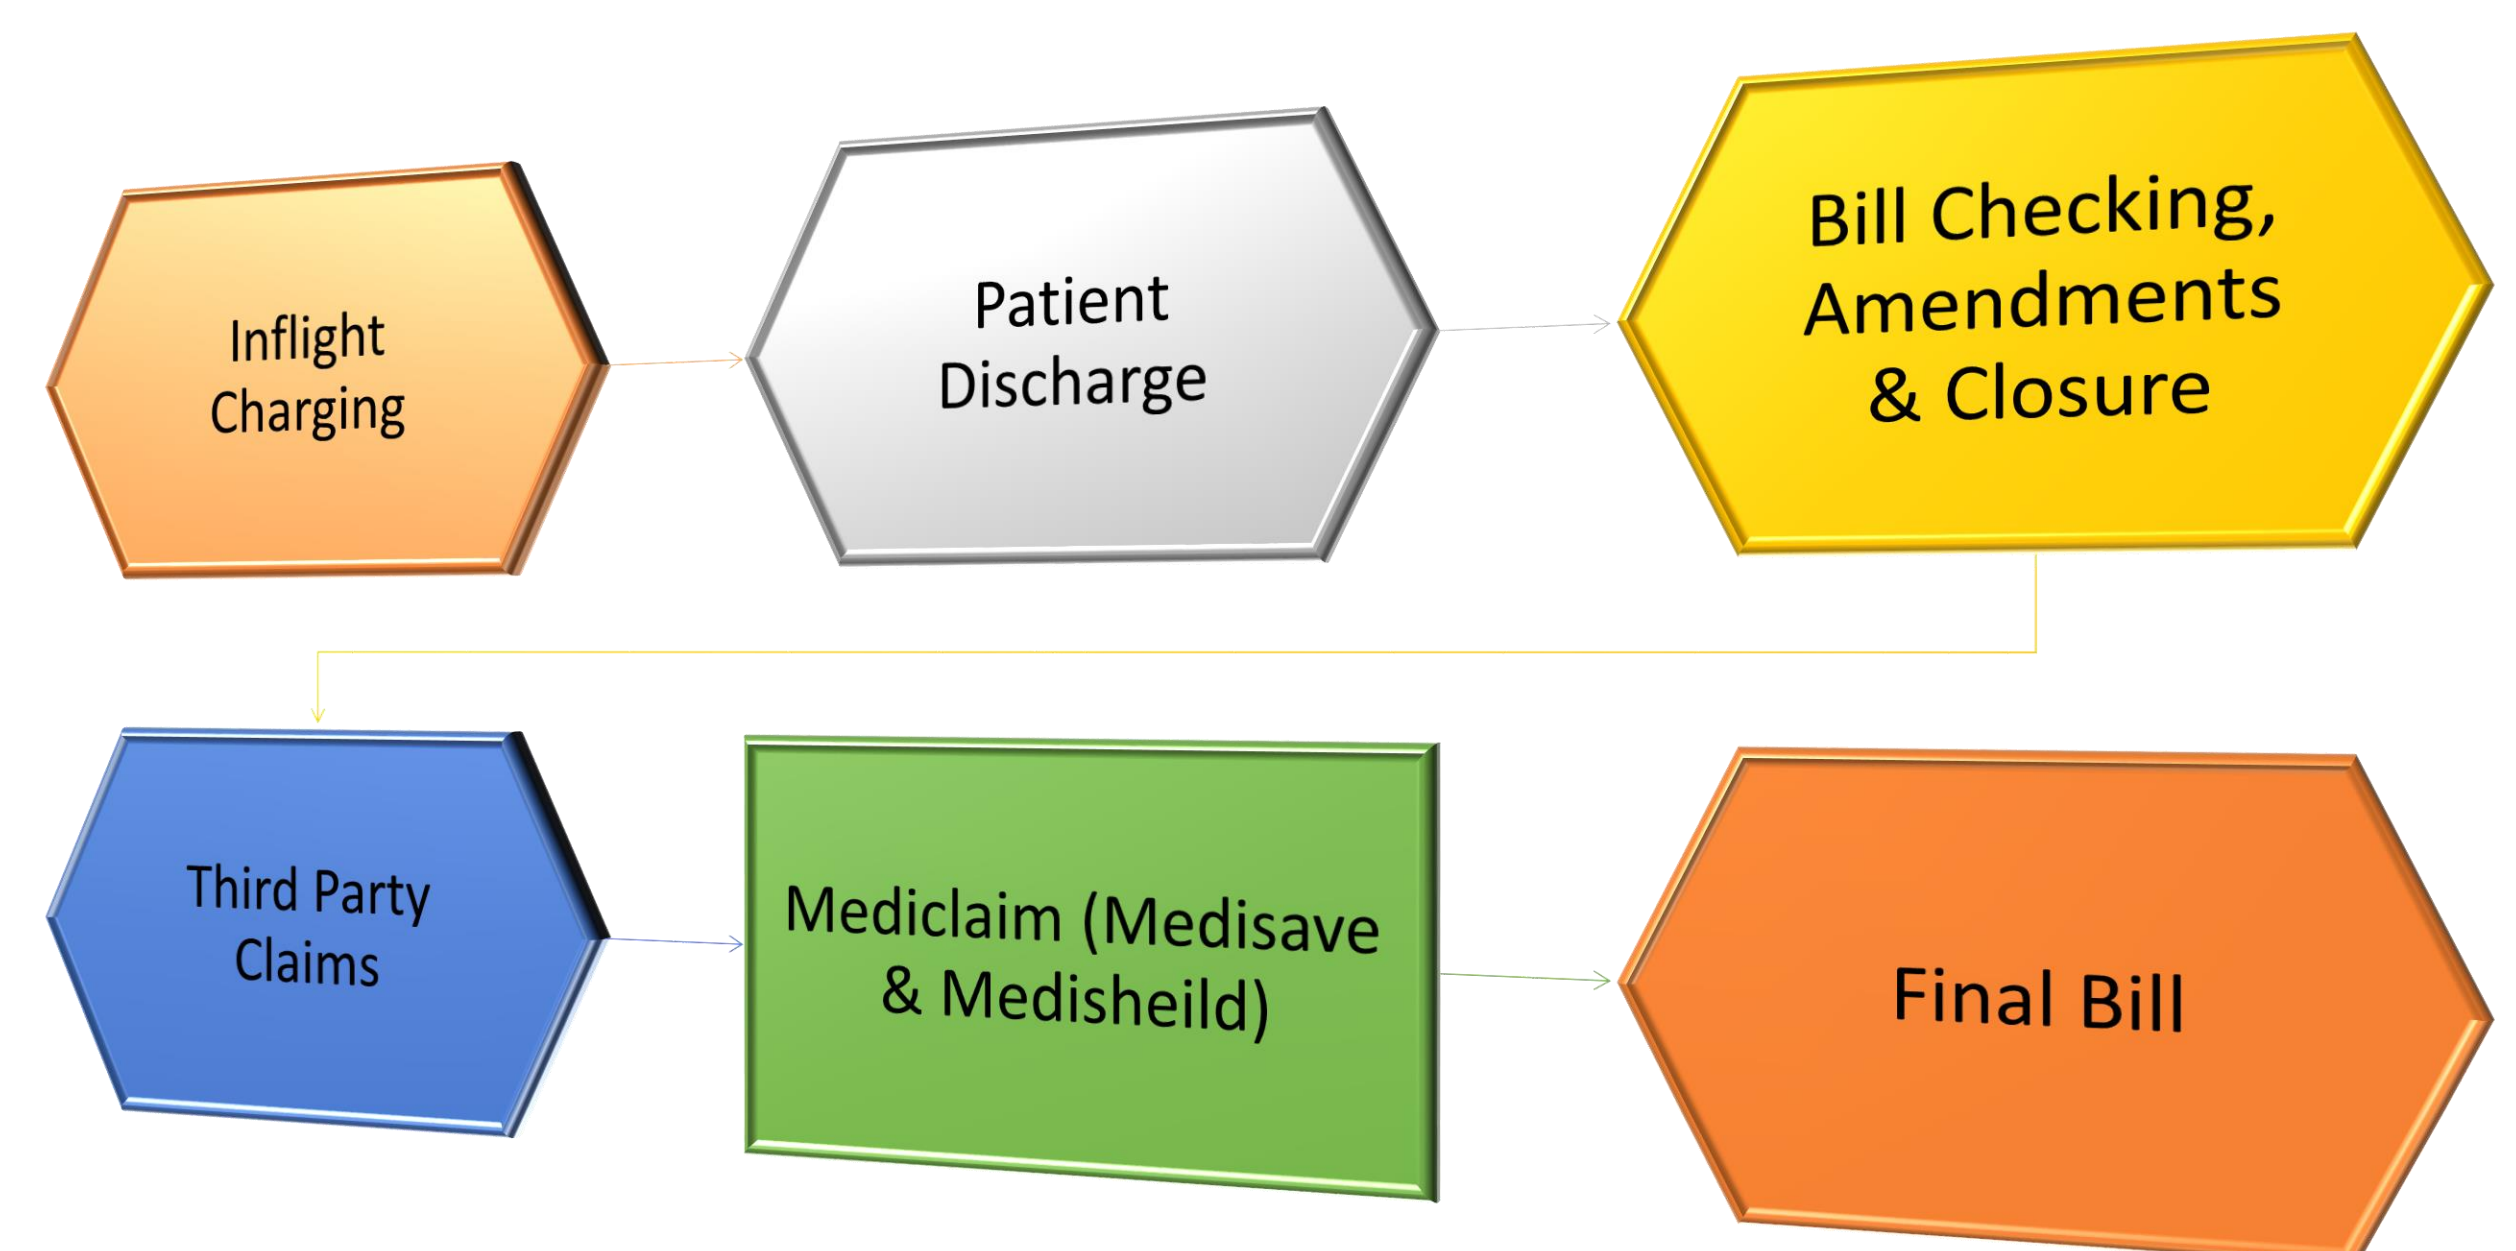 Inflight
Charging
Patient
Discharge
Bill Checking,
Amendments
& Closure
Third Party
Claims
Mediclaim (Medisave
& Medisheild)
Final Bill